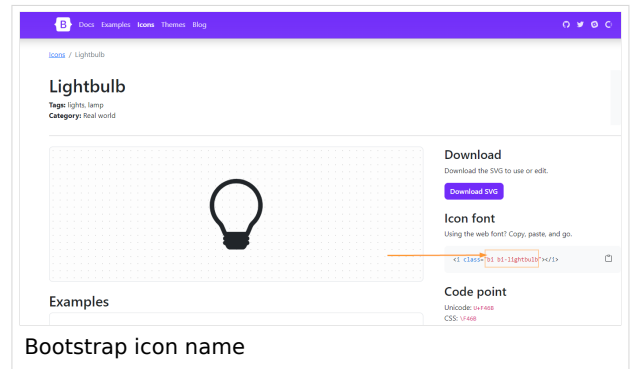 B Docs Examples Icons Themes Blog
Icons / Lightbulb
Lightbulb
Tags: lights, lamp
Category: Real world
Download
Download the SVG to use or edit.
Download SVG
Icon font
Using the web font? Copy, paste, and go.
<i class="bi bi-lightbulb"></i>
Code point
Unicode: U+F46B
CSS: \F46B
Examples
Bootstrap icon name